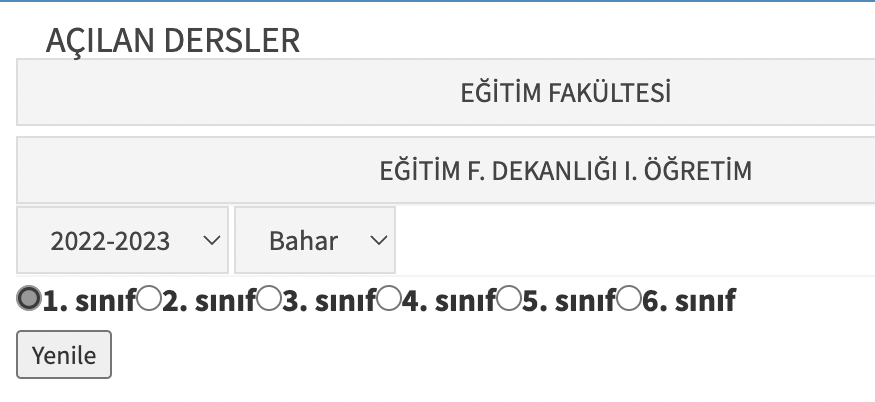 AÇILAN DERSLER
EĞİTİM FAKÜLTESİ
EĞİTİM F. DEKANLIĞI I. ÖĞRETİM
2022-2023 Bahar
1. sınıf 2. sınıf 3. sınıf 4. sınıf 5. sınıf 6. sınıf
Yenile